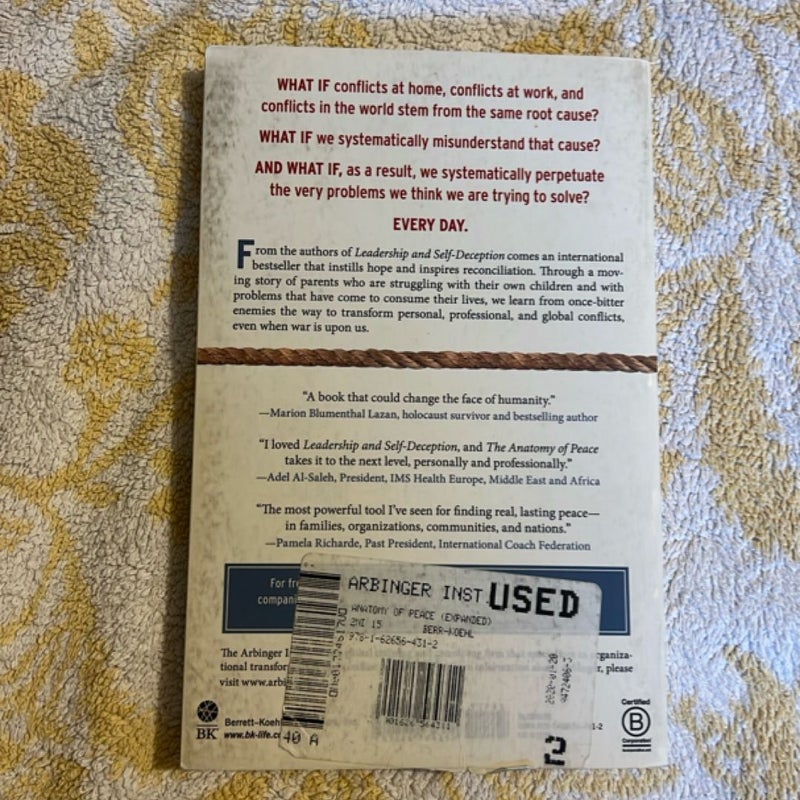 WHAT IF conflicts at home, conflicts at work, and
conflicts in the world stem from the same root cause?
WHAT IF we systematically misunderstand that cause?
AND WHAT IF, as a result, we systematically perpetuate
the very problems we think we are trying to solve?
EVERY DAY.
From the authors of Leadership and Self-Deception comes an international
bestseller that instills hope and inspires reconciliation. Through a mov-
ing story of parents who are struggling with their own children and with
problems that have come to consume their lives, we learn from once-bitter
enemies the way to transform personal, professional, and global conflicts,
even when war is upon us.
“A book that could change the face of humanity.”
—Marion Blumenthal Lazan, holocaust survivor and bestselling author
“I loved Leadership and Self-Deception, and The Anatomy of Peace
takes it to the next level, personally and professionally.”
—Adel Al-Saleh, President, IMS Health Europe, Middle East and Africa
“The most powerful tool I've seen for finding real, lasting peace—
in families, organizations, communities, and nations.”
—Pamela Richarde, Past President, International Coach Federation
For
ARBINGER INST USED
ANATOMY OF PEACE (EXPANDED)
2ND 15 BERR-KOEHL
978-1-62656-431-2
The Arbinger
tional
please
visit www.
BK
Berrett-Koeh
www.bk-life.c
40 A
2
Certified
B
Corporation